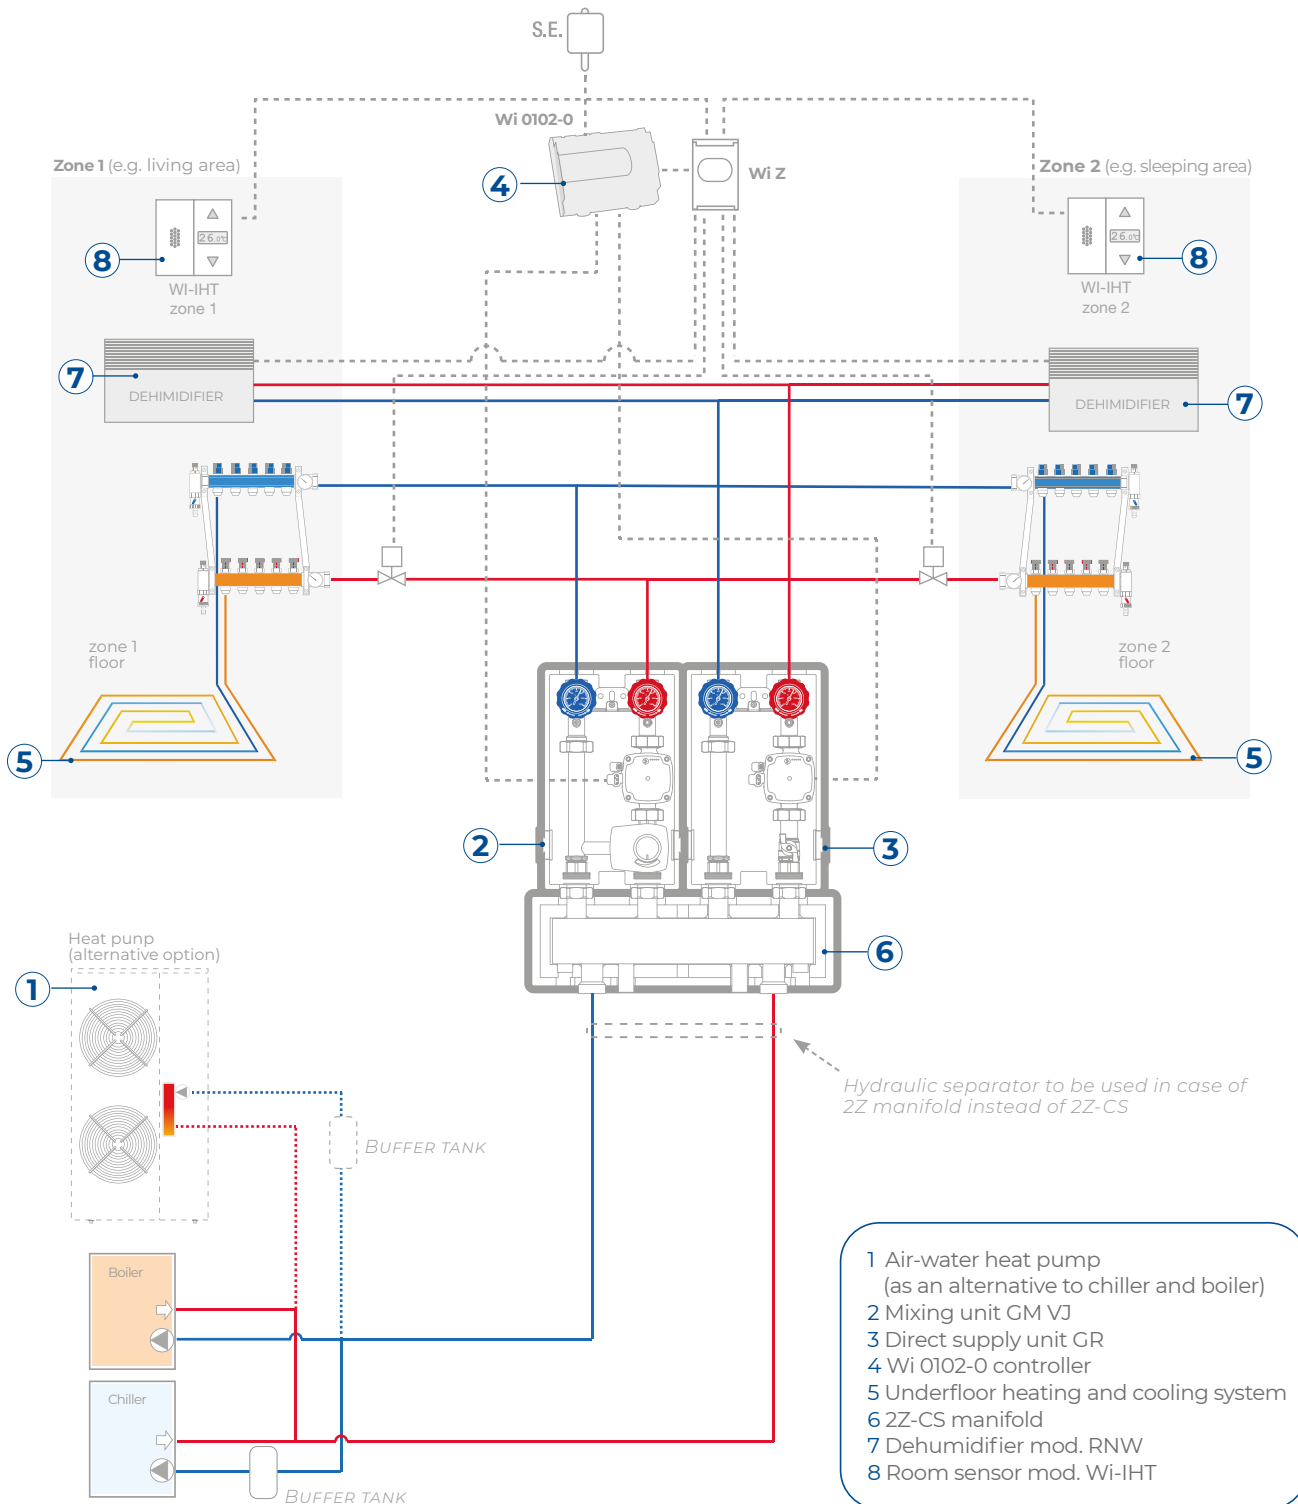 S.E.
Wi 0102-0
Zone 1 (e.g. living area)
Zone 2 (e.g. sleeping area)
4
Wi Z
26.0°C
26.0°C
8
8
WI-IHT
zone 1
WI-IHT
zone 2
7
DEHIMIDIFIER
DEHIMIDIFIER
7
zone 1
floor
zone 2
floor
5
5
2
3
6
Heat punp
(alternative option)
1
Hydraulic separator to be used in case of
2Z manifold instead of 2Z-CS
BUFFER TANK
Boiler
Chiller
BUFFER TANK
1 Air-water heat pump
(as an alternative to chiller and boiler)
2 Mixing unit GM VJ
3 Direct supply unit GR
4 Wi 0102-0 controller
5 Underfloor heating and cooling system
6 2Z-CS manifold
7 Dehumidifier mod. RNW
8 Room sensor mod. Wi-IHT